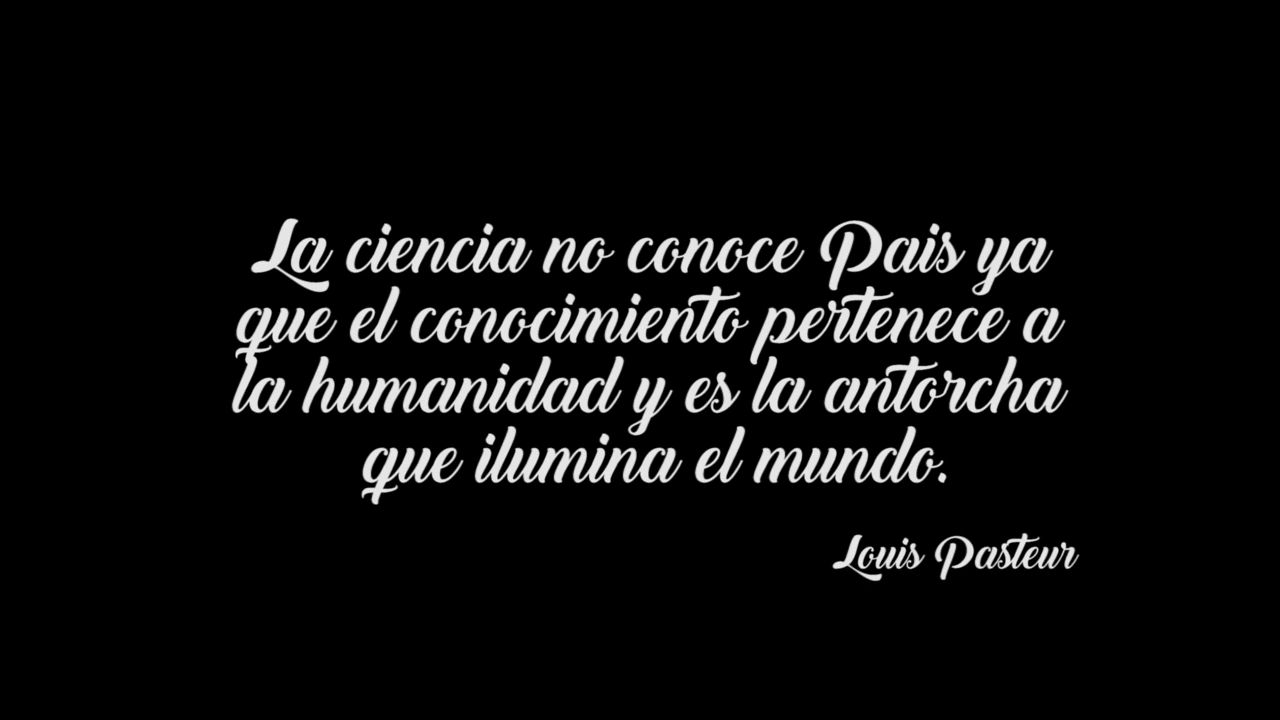 La ciencia no conoce Pais ya
que el conocimiento pertenece a
la humanidad y es la antorcha
que ilumina el mundo.
Louis Pasteur